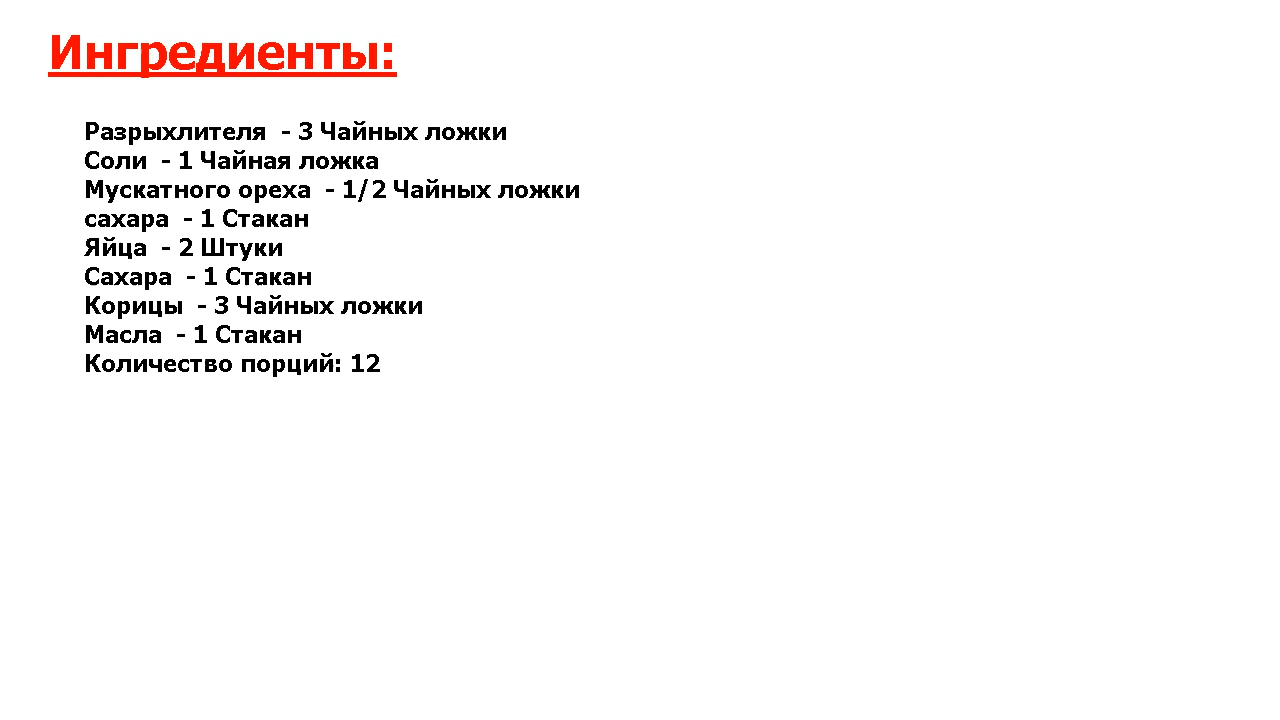 Ингредиенты:
Разрыхлителя - 3 Чайных ложки
Соли - 1 Чайная ложка
Мускатного ореха - 1/2 Чайных ложки
сахара - 1 Стакан
Яйца - 2 Штуки
Сахара - 1 Стакан
Корицы - 3 Чайных ложки
Масла - 1 Стакан
Количество порций: 12